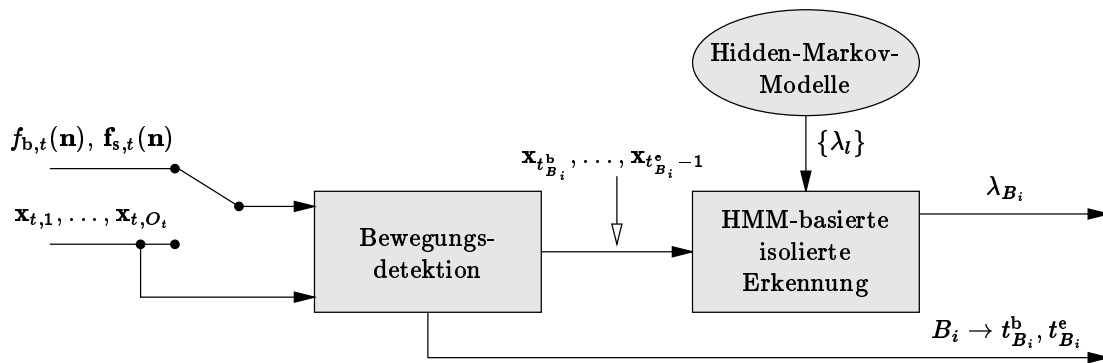 Hidden-Markov-
Modelle
f_{b,t}(n), f_{s,t}(n)
{λ_l}
x_{t^b_{B_i}}, . . . , x_{t^e_{B_i}−1}
λ_{B_i}
x_{t,1}, . . . , x_{t,O_t}
HMM-basierte
isolierte
Erkennung
Bewegungs-
detektion
B_i → t^b_{B_i}, t^e_{B_i}